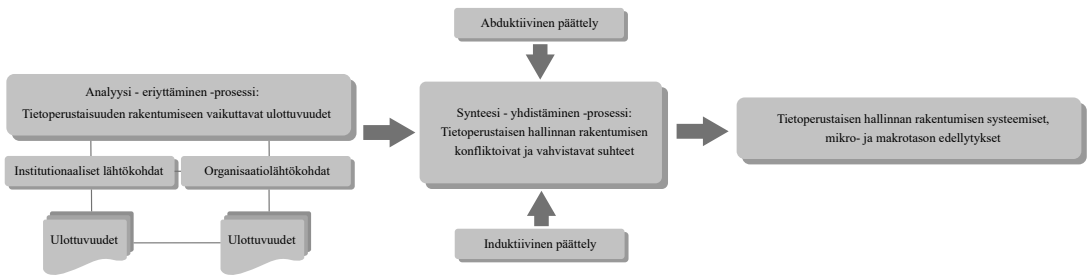 Abduktiivinen päättely
Analyysi - eriyttäminen -prosessi:
Tietoperustaisuuden rakentumiseen vaikuttavat ulottuvuudet
Institutionaaliset lähtökohdat
Organisaatiolähtökohdat
Ulottuvuudet
Ulottuvuudet
Synteesi - yhdistäminen -prosessi:
Tietoperustaisen hallinnan rakentumisen
konfliktoivat ja vahvistavat suhteet
Induktiivinen päättely
Tietoperustaisen hallinnan rakentumisen systeemiset,
mikro- ja makrotason edellytykset